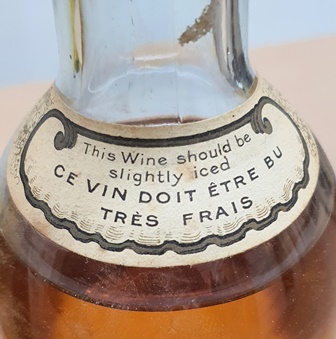 This Wine should be
slightly iced
CE VIN DOIT ÊTRE BU
TRÈS FRAIS